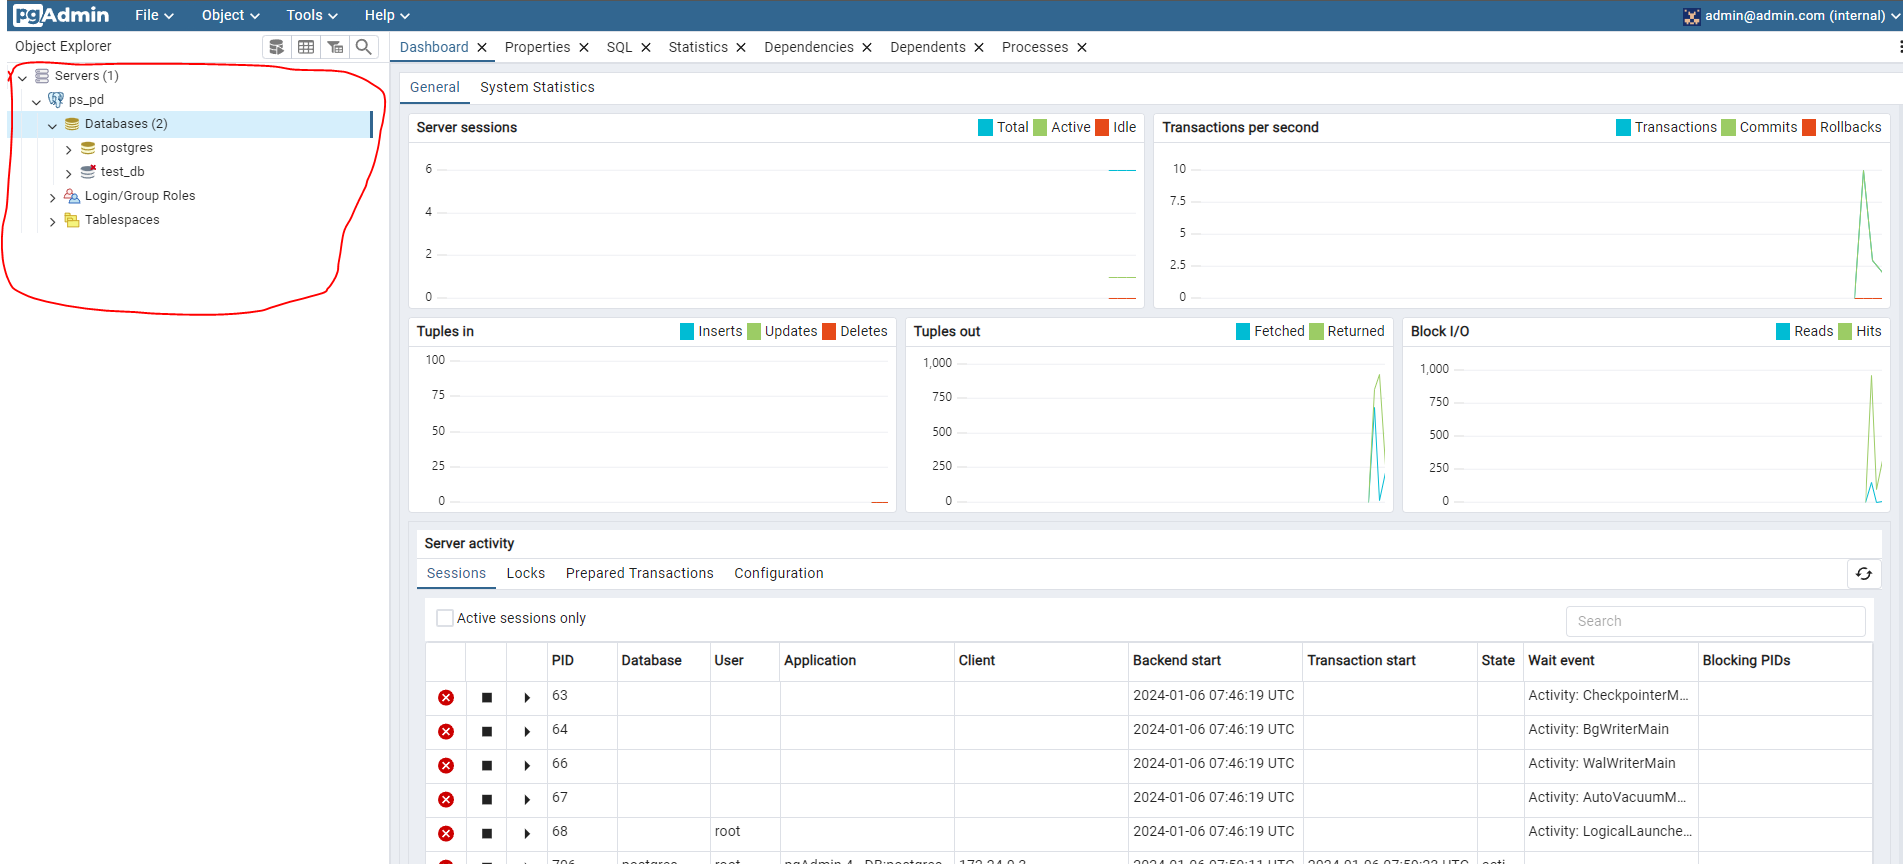 pgAdmin File Object Tools Help admin@admin.com (internal)
Object Explorer
Dashboard Properties SQL Statistics Dependencies Dependents Processes
Servers (1)
ps_pd
Databases (2)
postgres
test_db
Login/Group Roles
Tablespaces
General System Statistics
Server sessions Total Active Idle
6
4
2
0
Transactions per second Transactions Commits Rollbacks
10
7.5
5
2.5
0
Tuples in Inserts Updates Deletes
100
75
50
25
0
Tuples out Fetched Returned
1,000
750
500
250
0
Block I/O Reads Hits
1,000
750
500
250
0
Server activity
Sessions Locks Prepared Transactions Configuration
Active sessions only Search
PID Database User Application Client Backend start Transaction start State Wait event Blocking PIDs
63 2024-01-06 07:46:19 UTC Activity: CheckpointerM...
64 2024-01-06 07:46:19 UTC Activity: BgWriterMain
66 2024-01-06 07:46:19 UTC Activity: WalWriterMain
67 2024-01-06 07:46:19 UTC Activity: AutoVacuumM...
68 root 2024-01-06 07:46:19 UTC Activity: LogicalLaunche...
postgres root pgAdmin 4 - DB:postgres